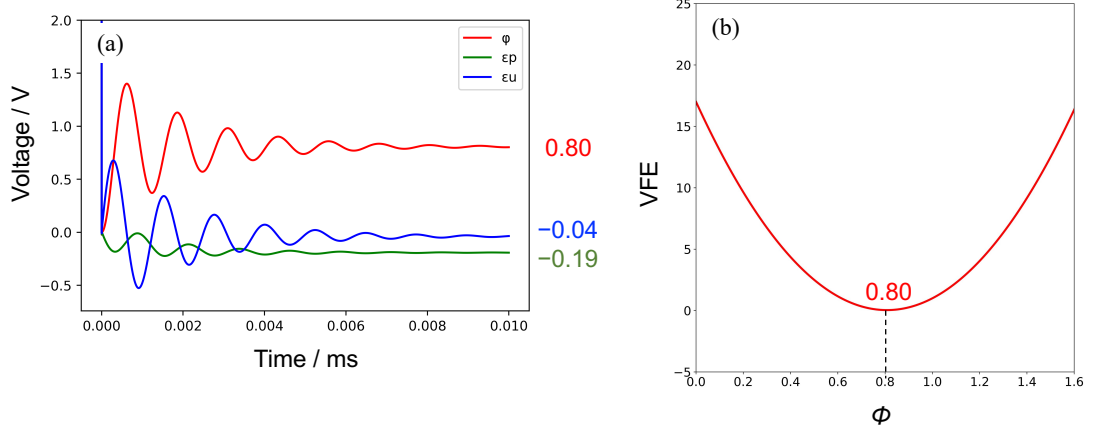 (a)
φ
εp
εu
2.0
1.5
1.0
0.5
0.0
−0.5
Voltage / V
0.000 0.002 0.004 0.006 0.008 0.010
Time / ms
0.80
−0.04
−0.19
(b)
25
20
15
10
5
0
−5
VFE
0.80
0.0 0.2 0.4 0.6 0.8 1.0 1.2 1.4 1.6
Φ